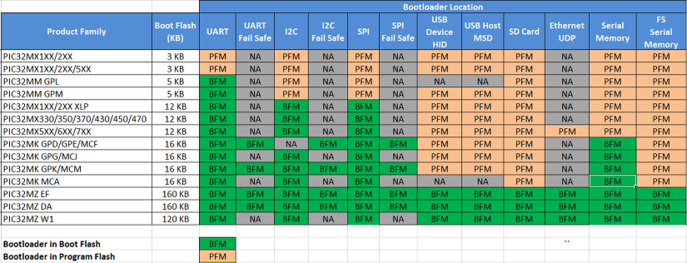 Bootloader Location
Product Family Boot Flash (KB) UART UART Fail Safe I2C I2C Fail Safe SPI SPI Fail Safe USB Device HID USB Host MSD SD Card Ethernet UDP Serial Memory FS Serial Memory
PIC32MX1XX/2XX 3 KB PFM NA PFM NA PFM NA PFM PFM PFM NA PFM PFM
PIC32MX1XX/2XX/5XX 3 KB PFM NA PFM NA PFM NA PFM PFM PFM NA PFM PFM
PIC32MM GPL 5 KB BFM NA PFM NA PFM NA NA NA PFM NA PFM PFM
PIC32MM GPM 5 KB BFM NA PFM NA PFM NA PFM PFM PFM NA PFM PFM
PIC32MX1XX/2XX XLP 12 KB BFM NA BFM NA BFM NA PFM PFM PFM NA PFM PFM
PIC32MX330/350/370/430/450/470 12 KB BFM NA BFM NA BFM NA PFM PFM PFM NA PFM PFM
PIC32MX5XX/6XX/7XX 12 KB BFM NA BFM NA BFM NA PFM PFM PFM PFM PFM PFM
PIC32MK GPD/GPE/MCF 16 KB BFM BFM NA BFM BFM BFM PFM PFM PFM NA BFM PFM
PIC32MK GPG/MCJ 16 KB BFM NA BFM NA BFM NA PFM PFM PFM NA BFM PFM
PIC32MK GPK/MCM 16 KB BFM BFM BFM BFM BFM BFM PFM PFM PFM NA BFM PFM
PIC32MK MCA 16 KB BFM NA BFM NA BFM NA NA NA PFM NA BFM PFM
PIC32MZ EF 160 KB BFM BFM BFM BFM BFM BFM BFM BFM BFM BFM BFM BFM
PIC32MZ DA 160 KB BFM BFM BFM BFM BFM BFM BFM BFM BFM BFM BFM BFM
PIC32MZ W1 120 KB BFM NA BFM NA BFM NA BFM BFM BFM BFM BFM BFM
Bootloader in Boot Flash BFM
Bootloader in Program Flash PFM